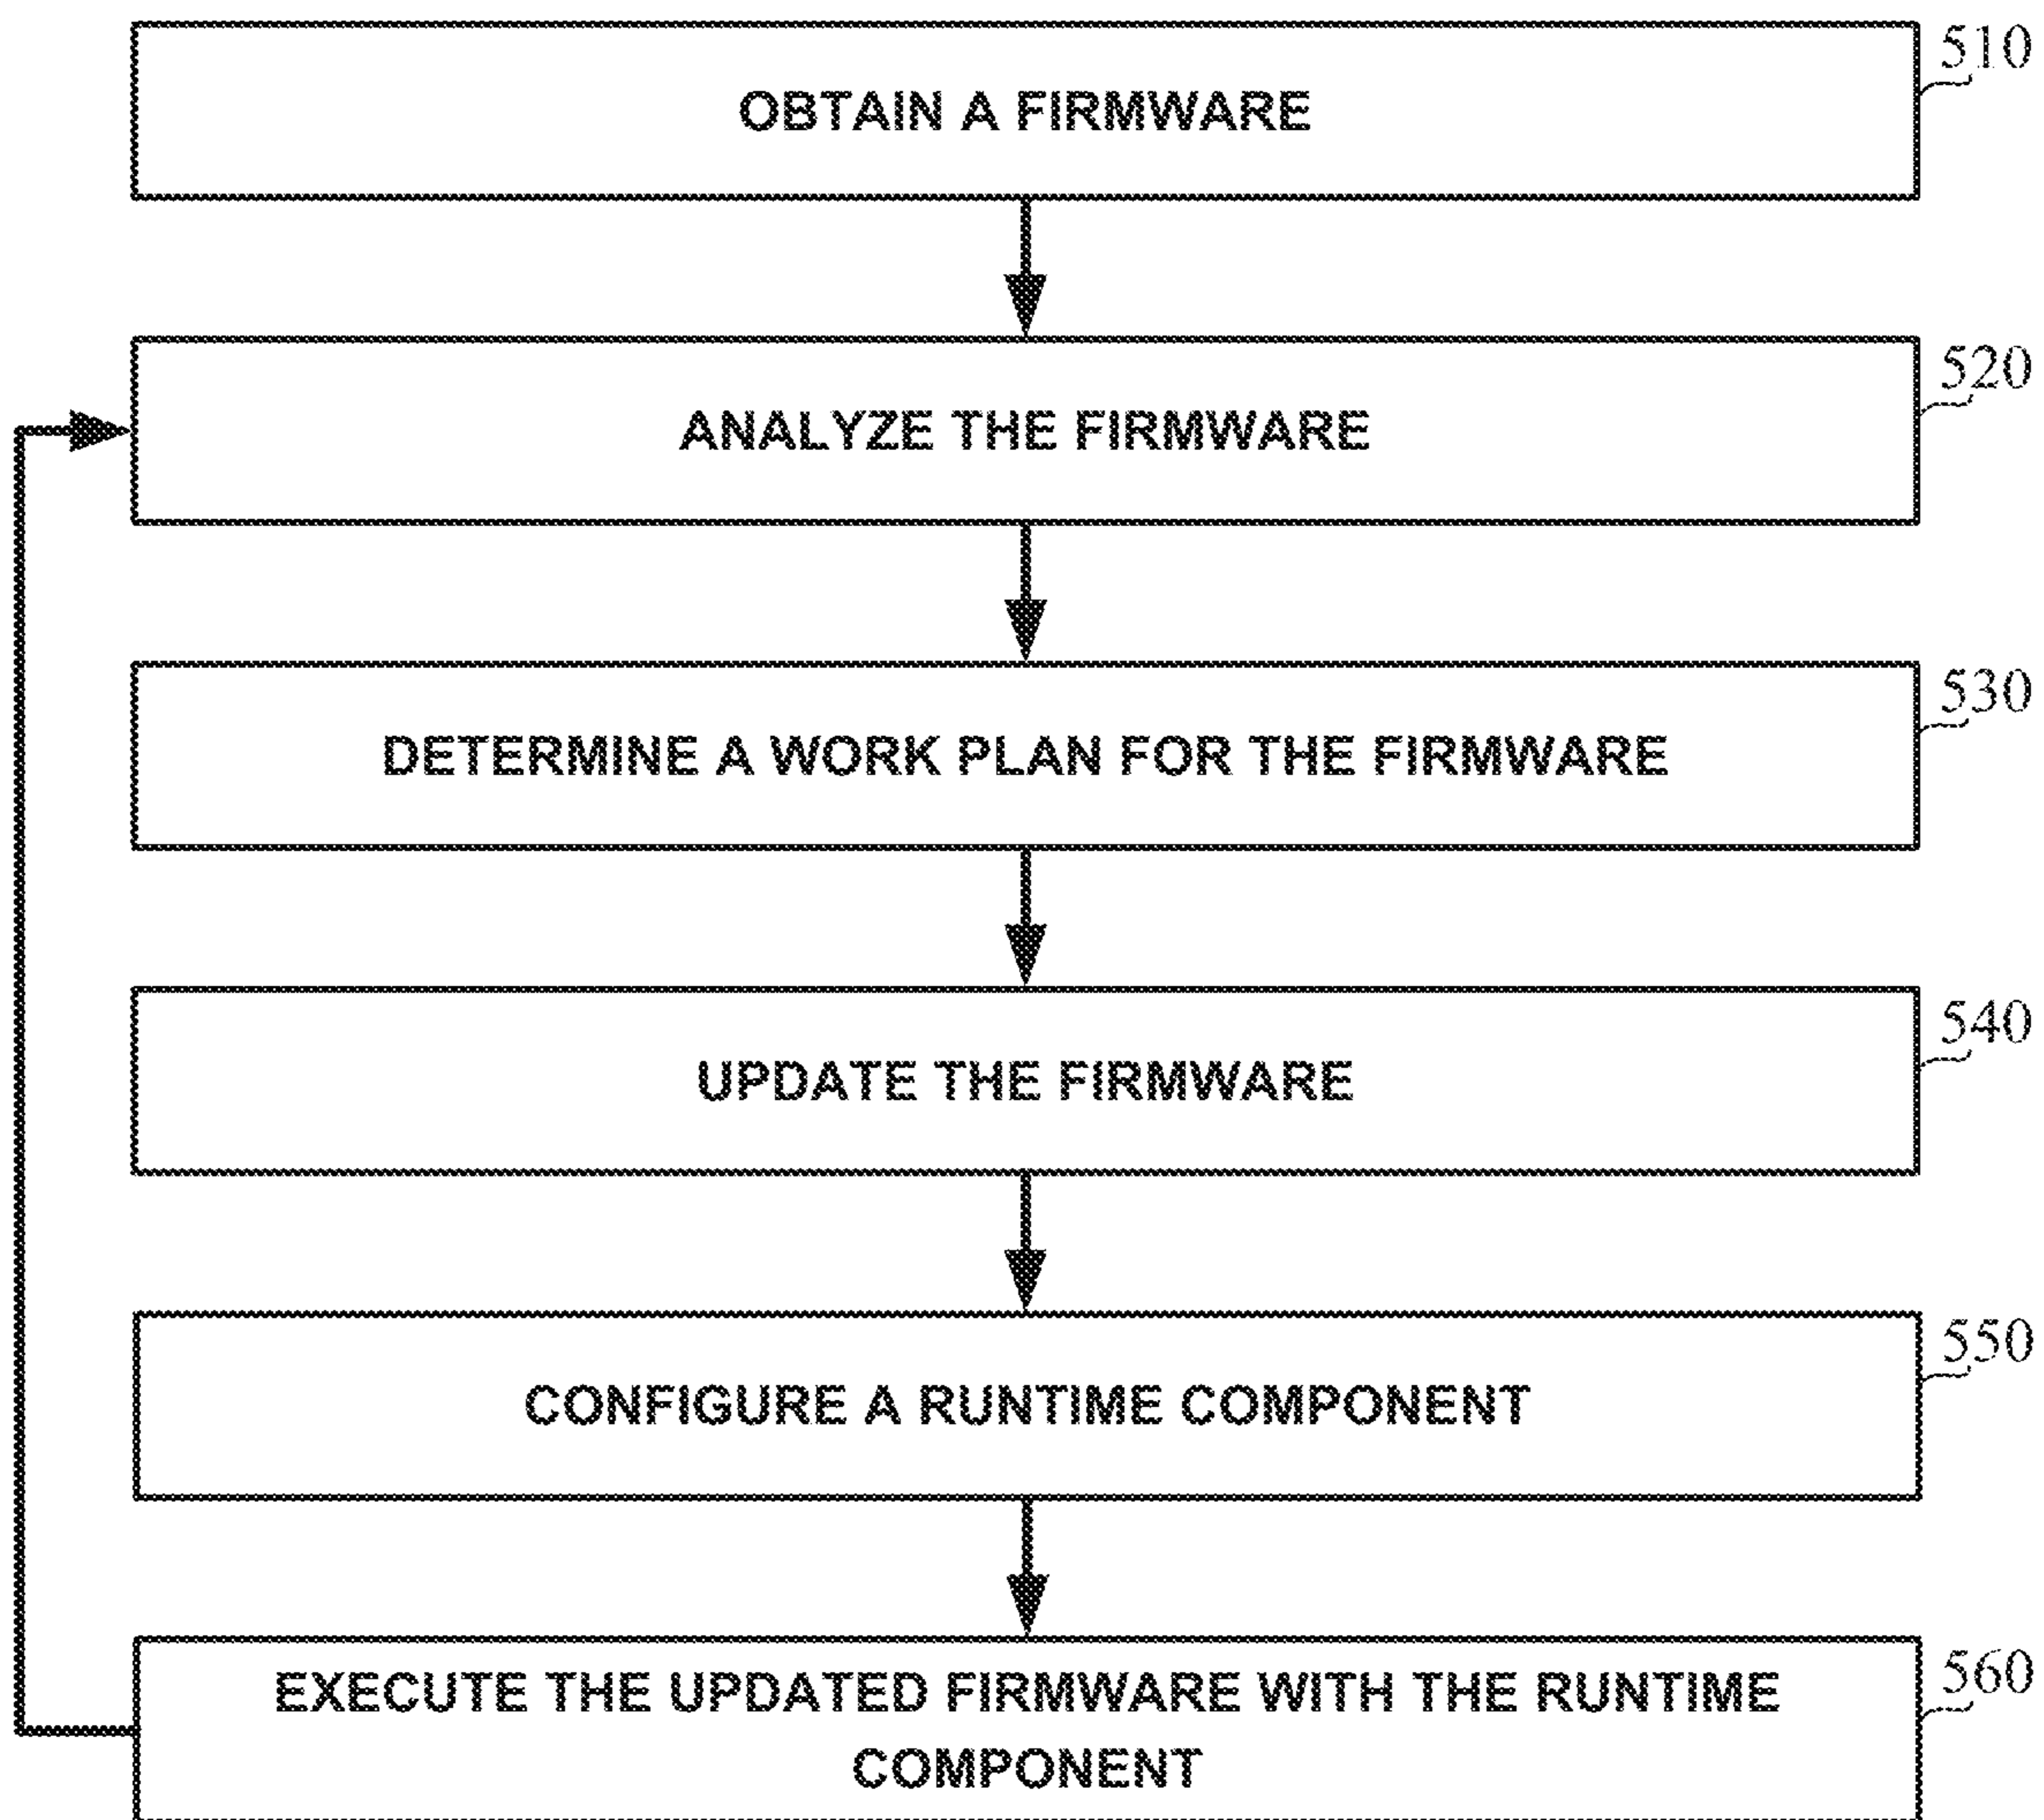 510
OBTAIN A FIRMWARE
520
ANALYZE THE FIRMWARE
530
DETERMINE A WORK PLAN FOR THE FIRMWARE
540
UPDATE THE FIRMWARE
550
CONFIGURE A RUNTIME COMPONENT
560
EXECUTE THE UPDATED FIRMWARE WITH THE RUNTIME
COMPONENT